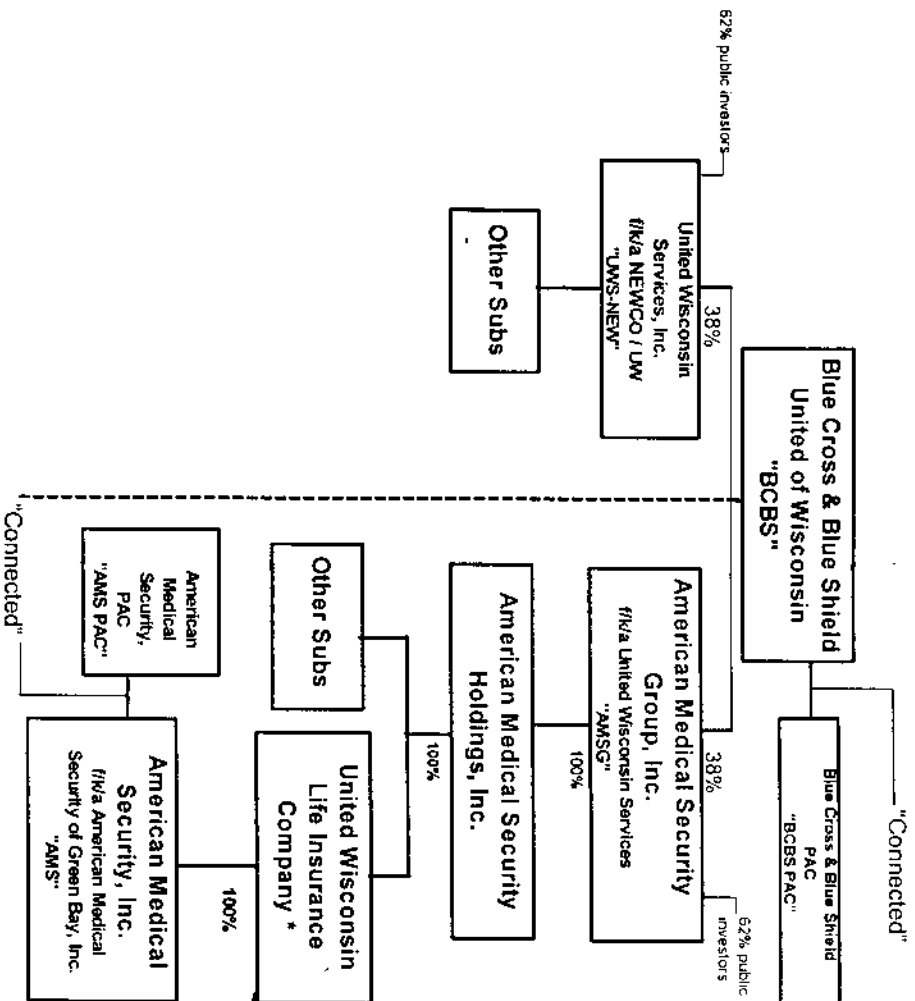 "Connected"
Blue Cross & Blue Shield
United of Wisconsin
"BCBS"
Blue Cross & Blue Shield
PAC
"BCBS PAC"
62% public investors
38%
38%
62% public
investors
United Wisconsin
Services, Inc.
f/k/a NEWCo / UW
"UWS-NEW"
American Medical Security
Group, Inc.
f/k/a United Wisconsin Services
"AMSG"
100%
Other Subs
American Medical Security
Holdings, Inc.
100%
Other Subs
United Wisconsin
Life Insurance
Company *
100%
American
Medical
Security,
PAC
"AMS PAC"
American Medical
Security, Inc.
f/k/a American Medical
Security of Green Bay, Inc.
"AMS"
"Connected"